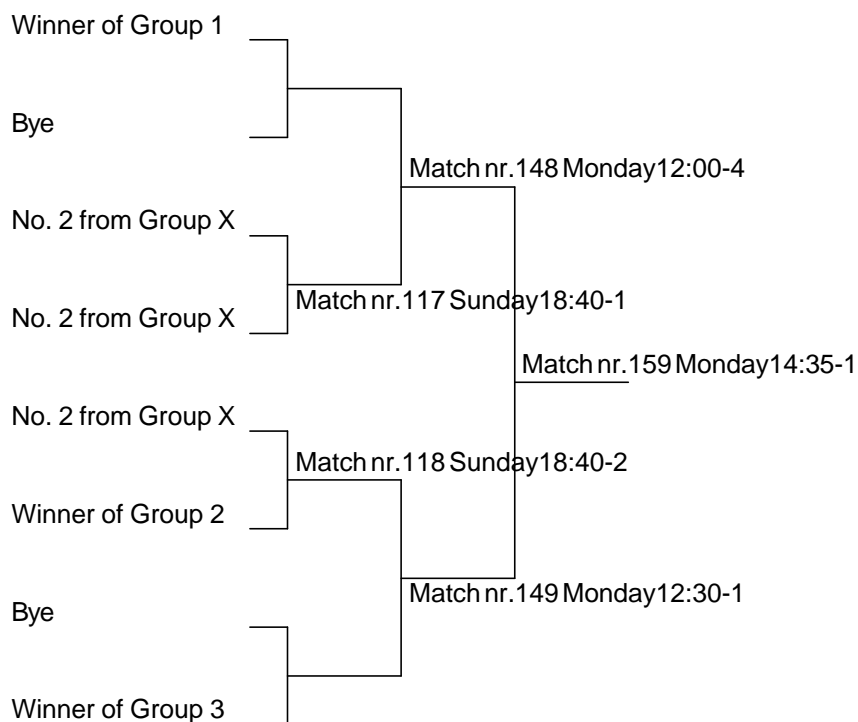 Winner of Group 1
Bye
Match nr.148 Monday12:00-4
No. 2 from Group X
Match nr.117 Sunday18:40-1
No. 2 from Group X
Match nr.159 Monday14:35-1
No. 2 from Group X
Match nr.118 Sunday18:40-2
Winner of Group 2
Match nr.149 Monday12:30-1
Bye
Winner of Group 3